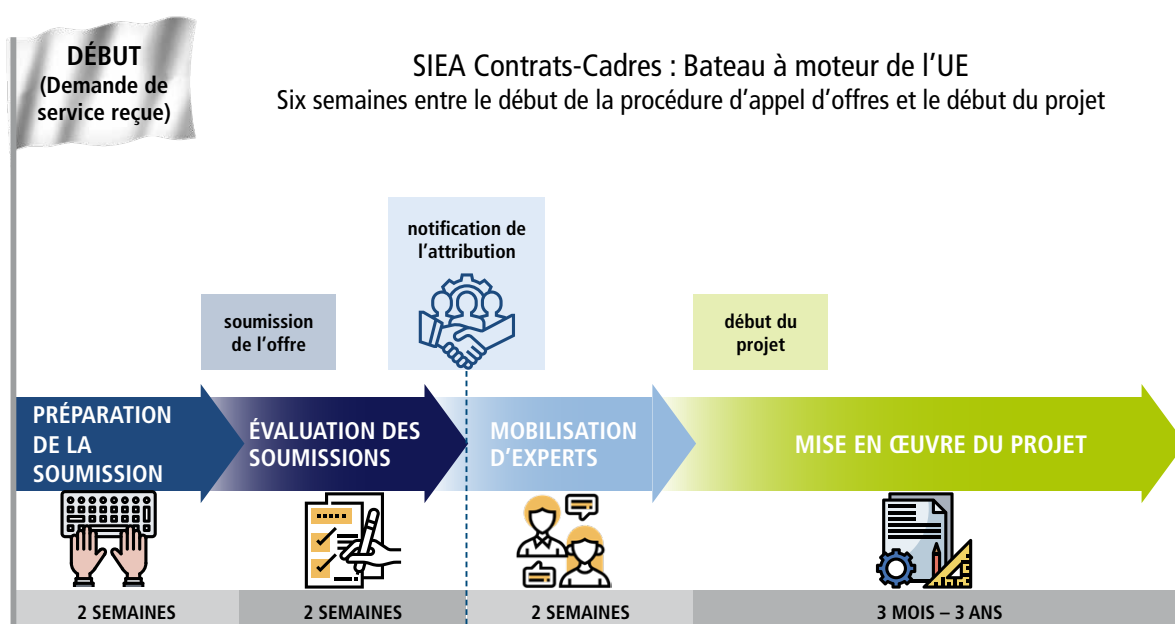 DÉBUT
(Demande de
service reçue)
SIEA Contrats-Cadres : Bateau à moteur de l'UE
Six semaines entre le début de la procédure d'appel d'offres et le début du projet
notification de
l'attribution
soumission
de l'offre
début du
projet
PRÉPARATION
DE LA
SOUMISSION
ÉVALUATION DES
SOUMISSIONS
MOBILISATION
D'EXPERTS
MISE EN ŒUVRE DU PROJET
2 SEMAINES
2 SEMAINES
2 SEMAINES
3 MOIS – 3 ANS